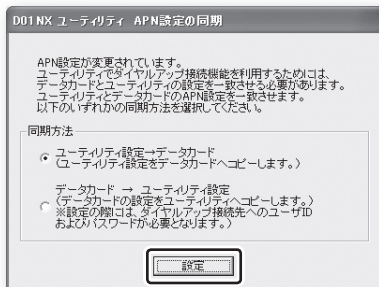 D01NX ユーティリティ APN設定の同期
APN設定が変更されています。
ユーティリティでダイヤルアップ接続機能を利用するためには、
データカードとユーティリティの設定を一致させる必要があります。
ユーティリティとデータカードのAPN設定を一致させます。
以下のいずれかの同期方法を選択してください。
同期方法
ユーティリティ設定→データカード
(ユーティリティ設定をデータカードへコピーします。)
データカード → ユーティリティ設定
(データカードの設定をユーティリティへコピーします。)
※設定の際には、ダイヤルアップ接続先へのユーザID
およびパスワードが必要となります。)
設定